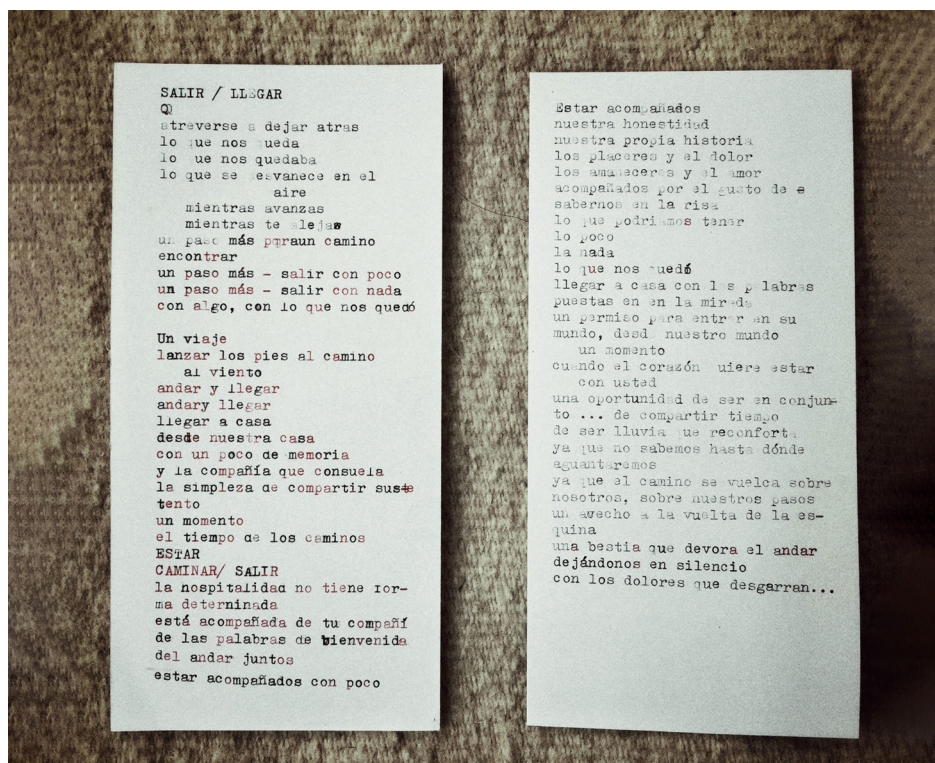 SALIR / LLEGAR
Q
atreverse a dejar atras
lo que nos queda
lo que nos quedaba
lo que se desvanece en el
aire
mientras avanzas
mientras te alejas
un paso más paraun camino
encontrar
un paso más - salir con poco
un paso más - salir con nada
con algo, con lo que nos quedó
Un viaje
lanzar los pies al camino
al viento
andar y llegar
andary llegar
llegar a casa
desde nuestra casa
con un poco de memoria
y la compañía que consuela
la simpleza de compartir suste
tento
un momento
el tiempo de los caminos
ESTAR
CAMINAR/ SALIR
la hospitalidad no tiene for-
ma deterninada
está acompañada de tu compañí
de las palabras de bienvenida
del andar juntos
estar acompañados con poco
Estar acompañados
nuestra honestidad
nuestra propia historia
los placeres y el dolor
los amaneceres y el amor
acompañados por el gusto de e
sabernos en la risa
lo que podriamos tener
lo poco
la nada
lo que nos quedó
llegar a casa con las palabras
puestas en en la mirada
un permiso para entrar en su
mundo, desde nuestro mundo
un momento
cuando el corazón quiere estar
con usted
una oportunidad de ser en conjun-
to ... de compartir tiempo
de ser lluvia que reconforta
ya que no sabemos hasta dónde
aguantaremos
ya que el camino se vuelca sobre
nosotros, sobre nuestros pasos
un avecho a la vuelta de la es-
quina
una bestia que devora el andar
dejándonos en silencio
con los dolores que desgarran...